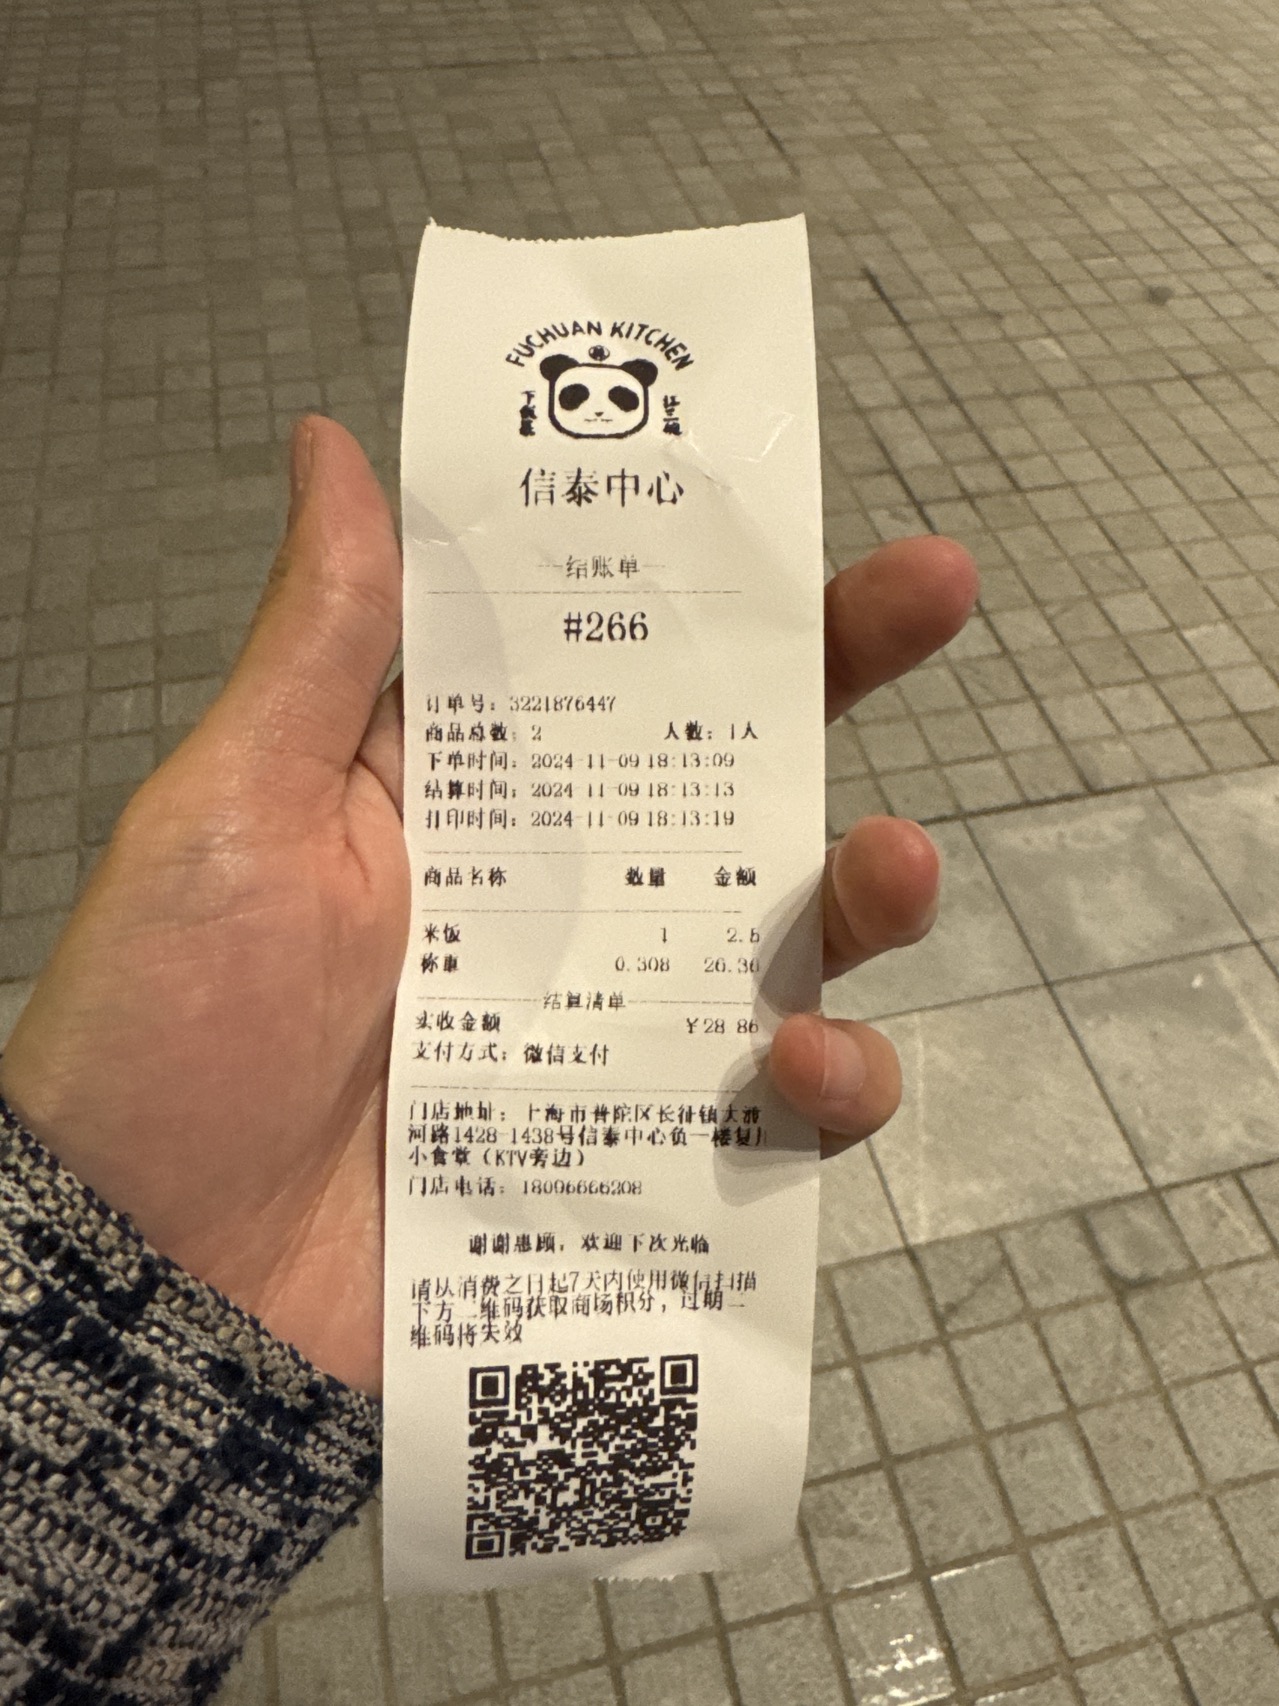 FUCHUAN KITCHEN
下饭菜
扛三碗
信泰中心
结账单
#266
订单号：3221876447
商品总数：2 人数：1人
下单时间：2024-11-09 18:13:09
结算时间：2024-11-09 18:13:13
打印时间：2024-11-09 18:13:19
商品名称 数量 金额
米饭 1 2.5
称重 0.308 26.36
结算清单
实收金额 ￥28.86
支付方式：微信支付
门店地址：上海市普陀区长征镇大渡
河路1428-1438号信泰中心负一楼复川
小食堂（KTV旁边）
门店电话：18096666208
谢谢惠顾，欢迎下次光临
请从消费之日起7天内使用微信扫描
下方二维码获取商场积分，过期二
维码将失效